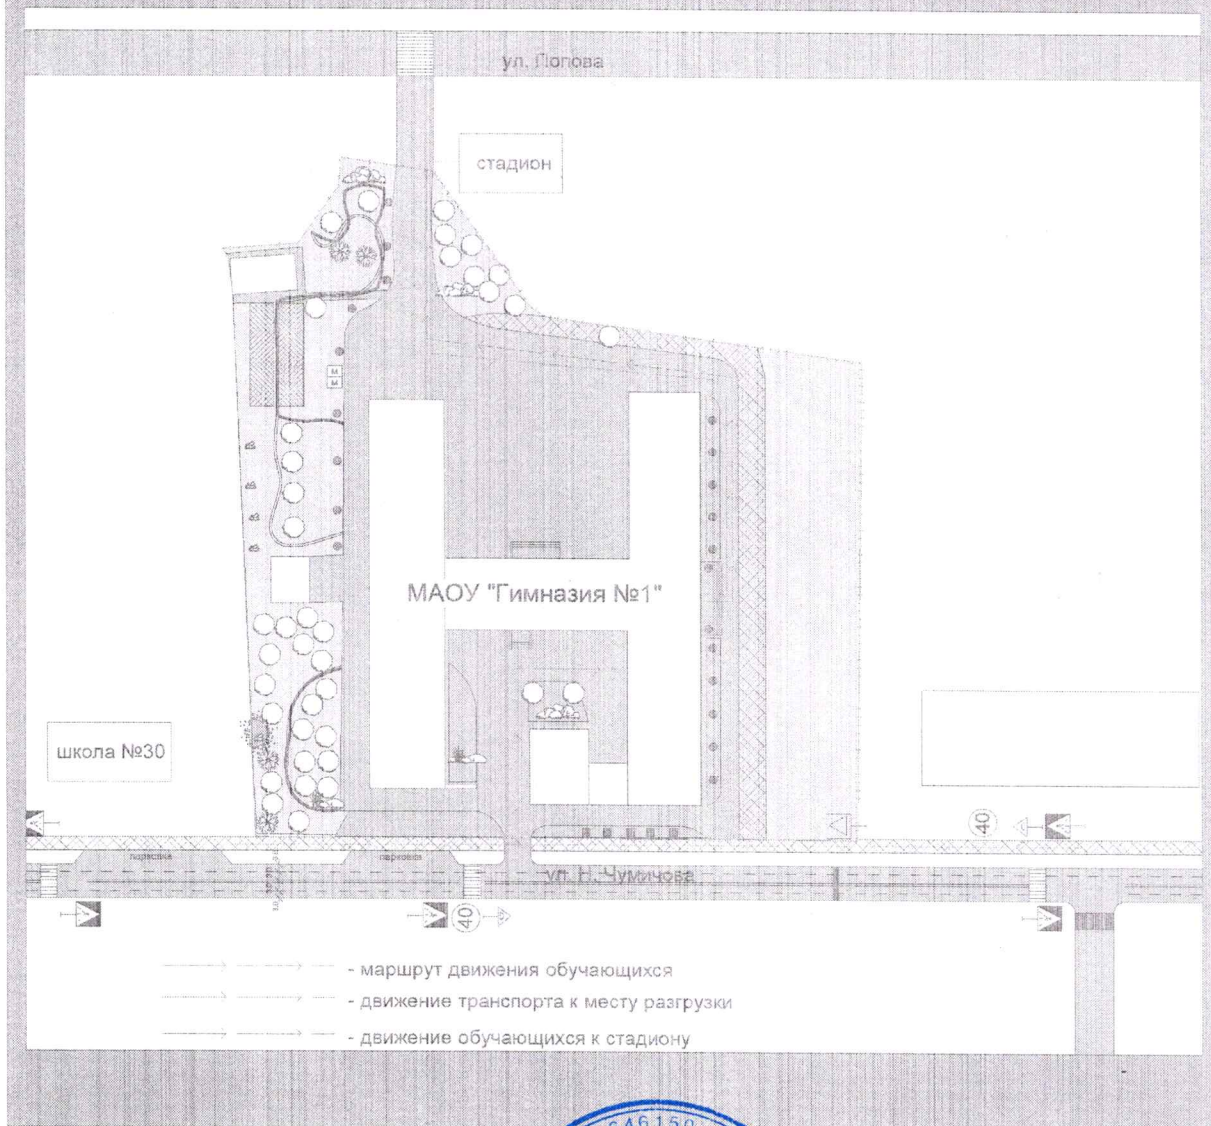 ул. Попова
стадион
М
М
МАОУ "Гимназия №1"
школа №30
40
парковка
парковка
ул. Н. Чумичова
40
- маршрут движения обучающихся
- движение транспорта к месту разгрузки
- движение обучающихся к стадиону
646150